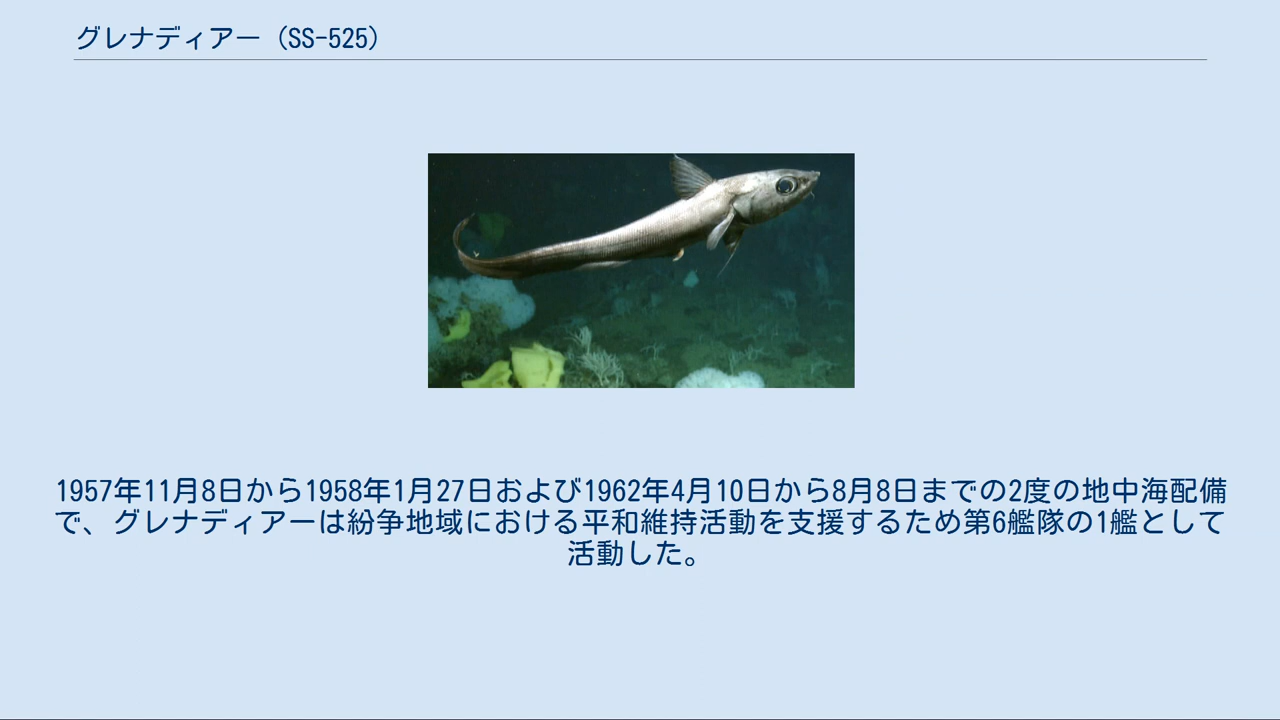 グレナディアー（SS-525）
1957年11月8日から1958年1月27日および1962年4月10日から8月8日までの2度の地中海配備
で、グレナディアーは紛争地域における平和維持活動を支援するため第6艦隊の1艦として
活動した。